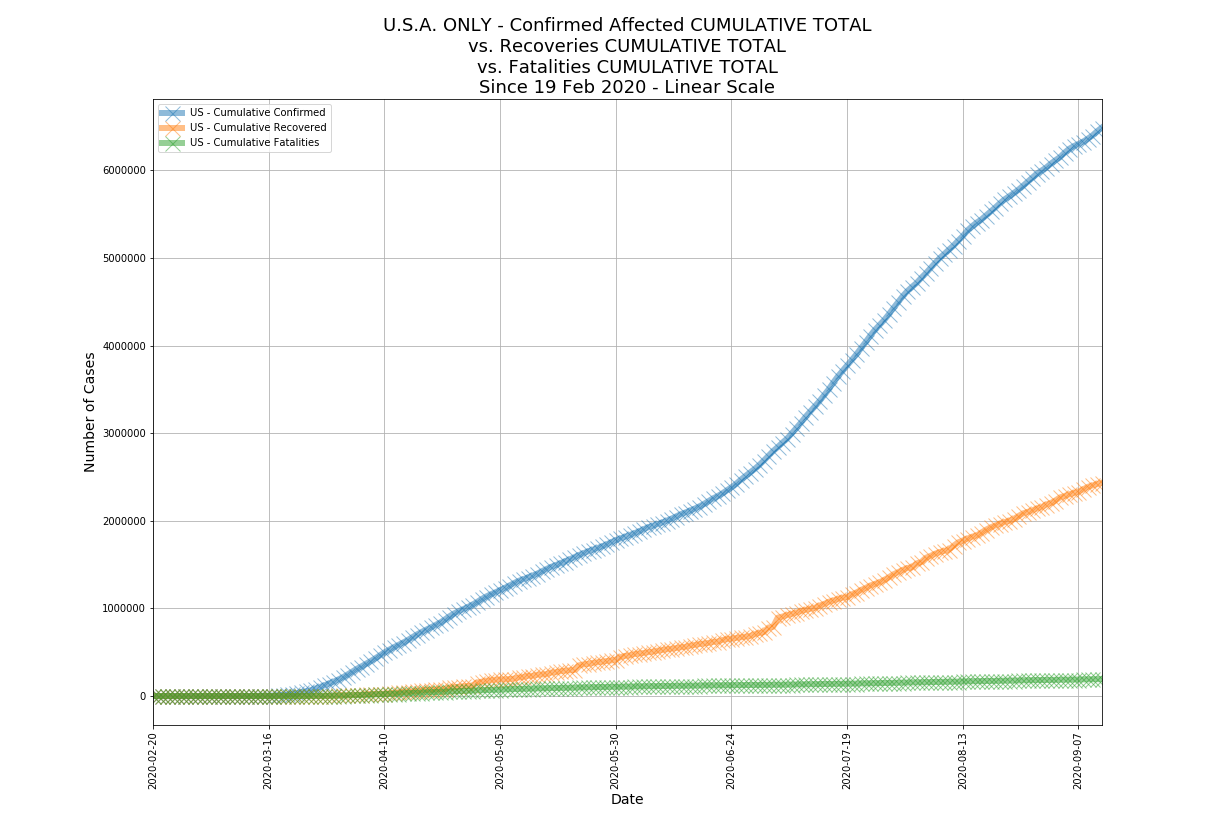 U.S.A. ONLY - Confirmed Affected CUMULATIVE TOTAL
vs. Recoveries CUMULATIVE TOTAL
vs. Fatalities CUMULATIVE TOTAL
Since 19 Feb 2020 - Linear Scale
US - Cumulative Confirmed
US - Cumulative Recovered
US - Cumulative Fatalities
Number of Cases
6000000
5000000
4000000
3000000
2000000
1000000
0
2020-02-20
2020-03-16
2020-04-10
2020-05-05
2020-05-30
2020-06-24
2020-07-19
2020-08-13
2020-09-07
Date